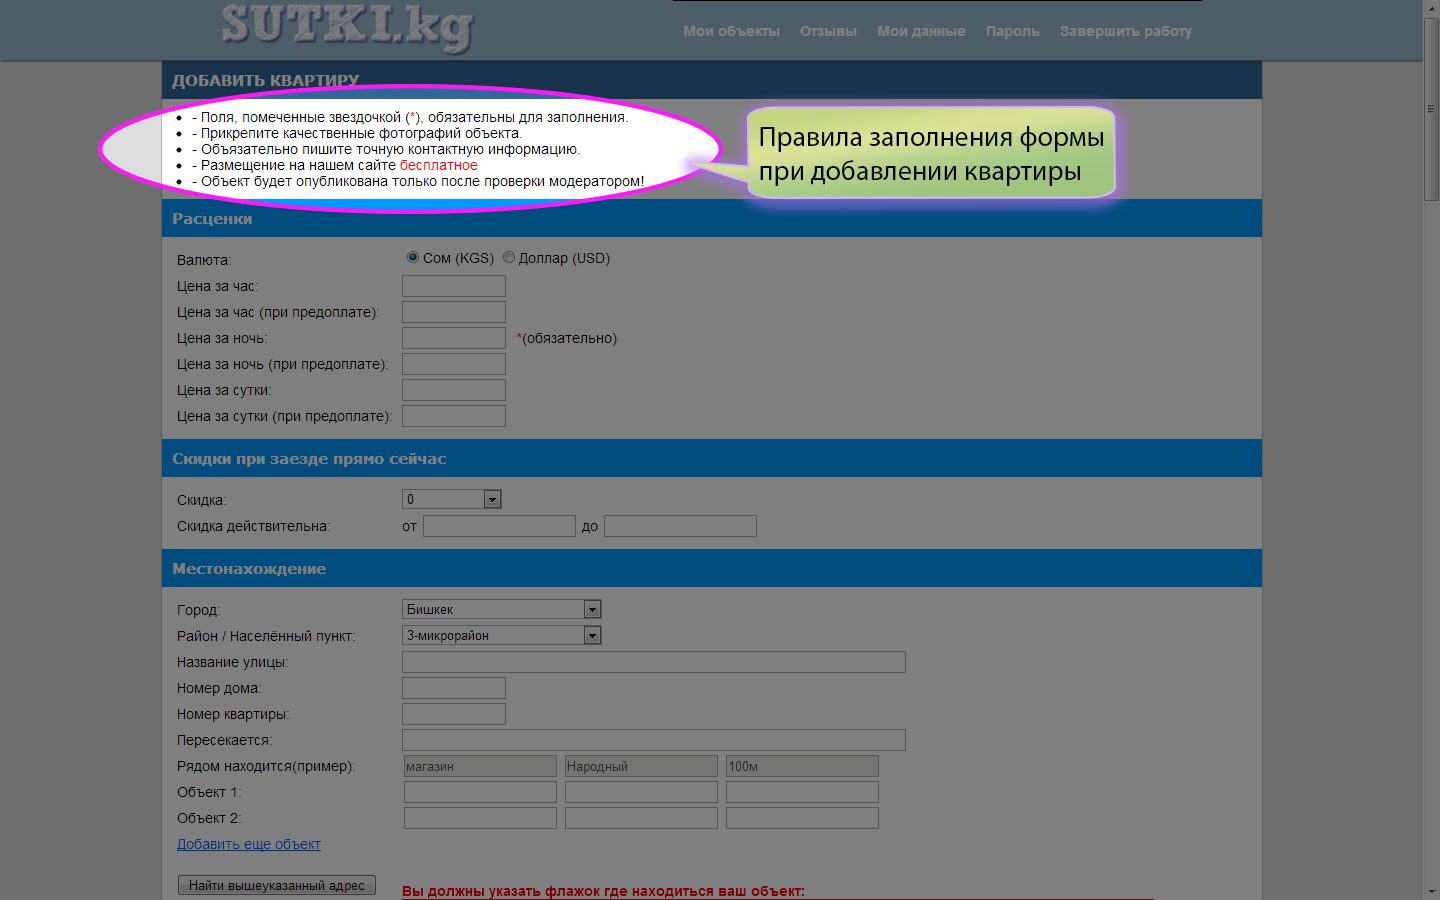 SUTKI.kg
Мои объекты Отзывы Мои данные Пароль Завершить работу
ДОБАВИТЬ КВАРТИРУ
- Поля, помеченные звездочкой (*), обязательны для заполнения.
- Прикрепите качественные фотографий объекта.
- Объязательно пишите точную контактную информацию.
- Размещение на нашем сайте бесплатное
- Объект будет опубликована только после проверки модератором!
Правила заполнения формы
при добавлении квартиры
Расценки
Валюта: Сом (KGS) Доллар (USD)
Цена за час:
Цена за час (при предоплате):
Цена за ночь: *(обязательно)
Цена за ночь (при предоплате):
Цена за сутки:
Цена за сутки (при предоплате):
Скидки при заезде прямо сейчас
Скидка: 0
Скидка действительна: от до
Местонахождение
Город: Бишкек
Район / Населённый пункт: 3-микрорайон
Название улицы:
Номер дома:
Номер квартиры:
Пересекается:
Рядом находится(пример): магазин Народный 100м
Объект 1:
Объект 2:
Добавить еще объект
Найти вышеуказанный адрес
Вы должны указать флажок где находиться ваш объект: